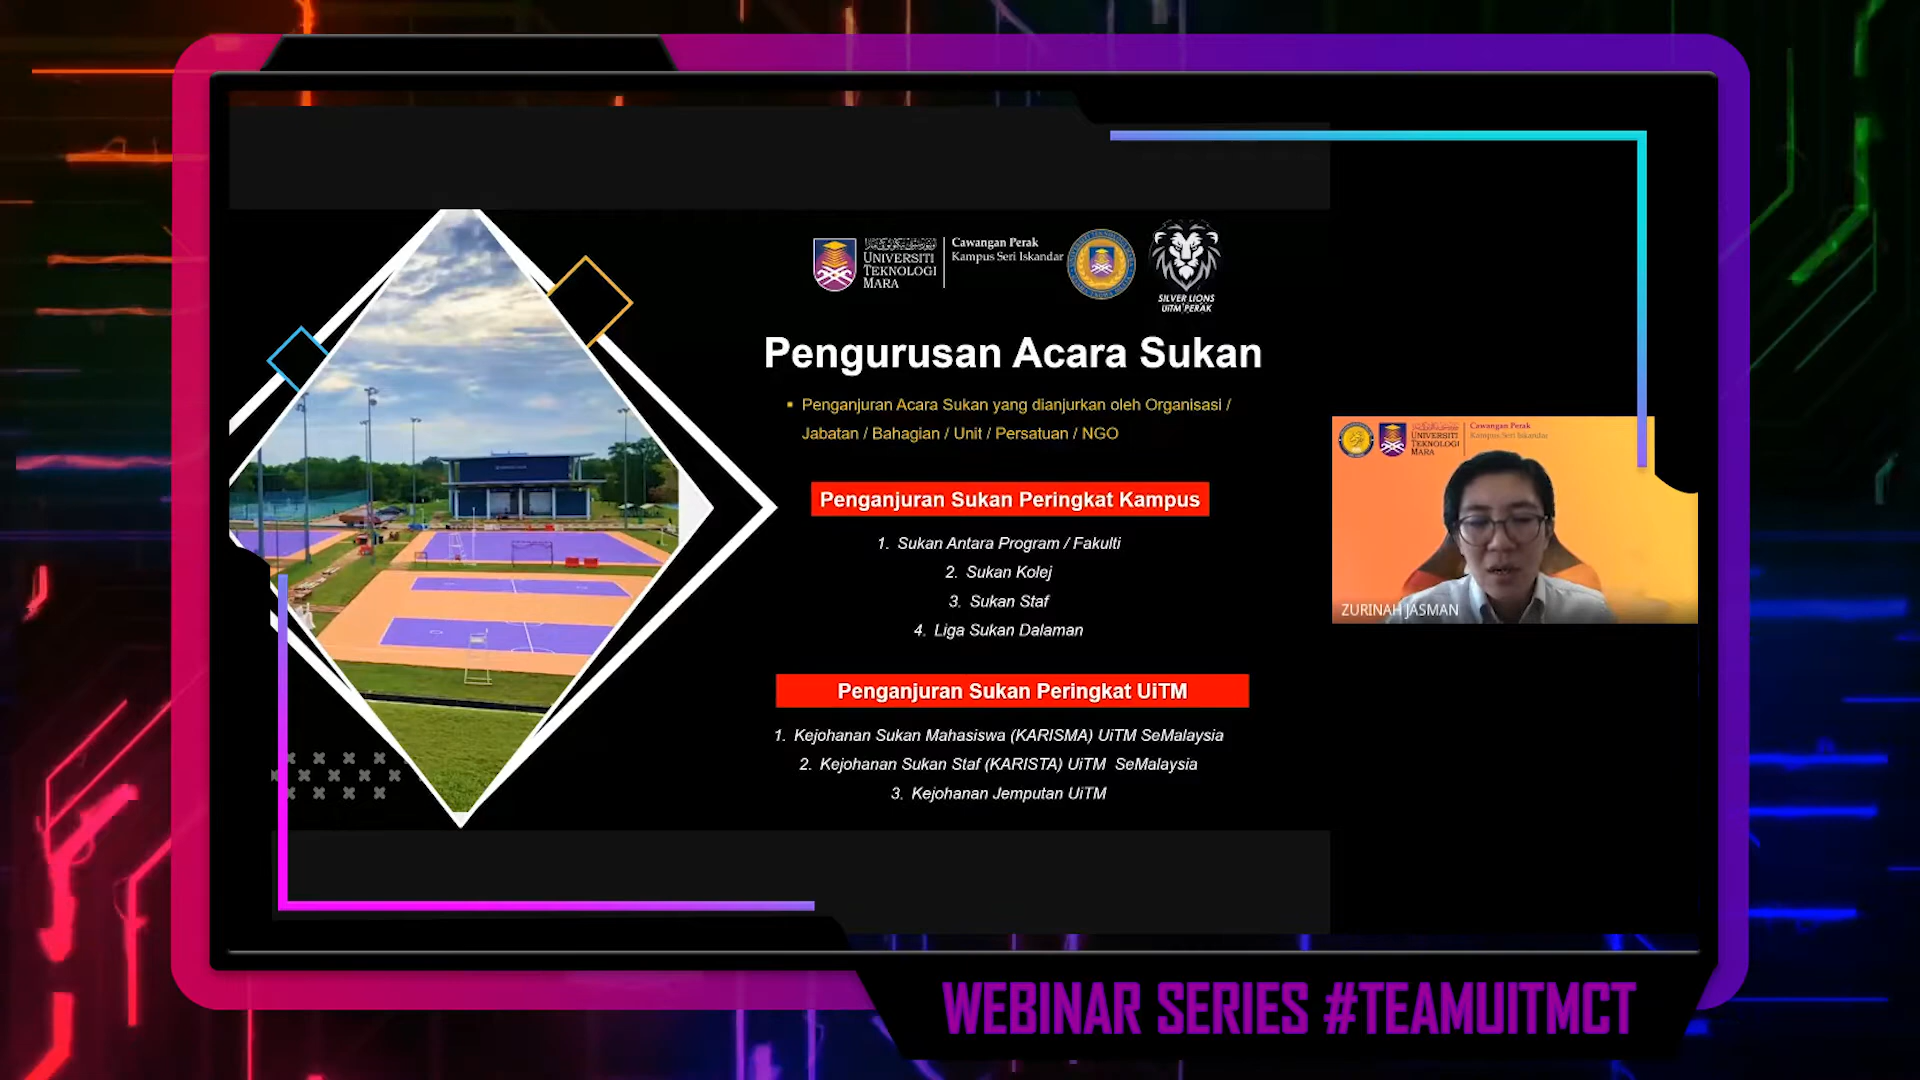 UNIVERSITI
TEKNOLOGI
MARA
Cawangan Perak
Kampus Seri Iskandar
SILVER LIONS
UiTM PERAK
Pengurusan Acara Sukan
▪ Penganjuran Acara Sukan yang dianjurkan oleh Organisasi /
Jabatan / Bahagian / Unit / Persatuan / NGO
Penganjuran Sukan Peringkat Kampus
1. Sukan Antara Program / Fakulti
2. Sukan Kolej
3. Sukan Staf
4. Liga Sukan Dalaman
Penganjuran Sukan Peringkat UiTM
1. Kejohanan Sukan Mahasiswa (KARISMA) UiTM SeMalaysia
2. Kejohanan Sukan Staf (KARISTA) UiTM SeMalaysia
3. Kejohanan Jemputan UiTM
UNIVERSITI
TEKNOLOGI
MARA
Cawangan Perak
Kampus Seri Iskandar
ZURINAH JASMAN
WEBINAR SERIES #TEAMUITMCT